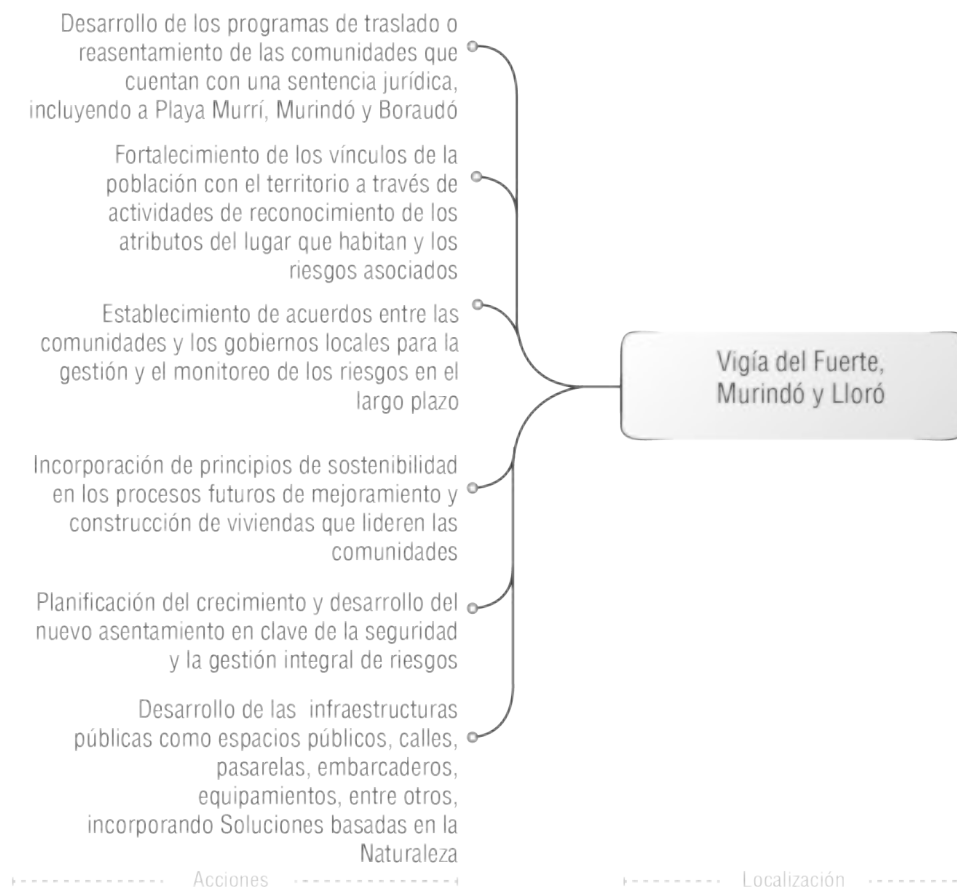 Desarrollo de los programas de traslado o
reasentamiento de las comunidades que
cuentan con una sentencia jurídica,
incluyendo a Playa Murrí, Murindó y Boraudó
Fortalecimiento de los vínculos de la
población con el territorio a través de
actividades de reconocimiento de los
atributos del lugar que habitan y los
riesgos asociados
Establecimiento de acuerdos entre las
comunidades y los gobiernos locales para la
gestión y el monitoreo de los riesgos en el
largo plazo
Incorporación de principios de sostenibilidad
en los procesos futuros de mejoramiento y
construcción de viviendas que lideren las
comunidades
Planificación del crecimiento y desarrollo del
nuevo asentamiento en clave de la seguridad
y la gestión integral de riesgos
Desarrollo de las infraestructuras
públicas como espacios públicos, calles,
pasarelas, embarcaderos,
equipamientos, entre otros,
incorporando Soluciones basadas en la
Naturaleza
Vigía del Fuerte,
Murindó y Lloró
Acciones
Localización